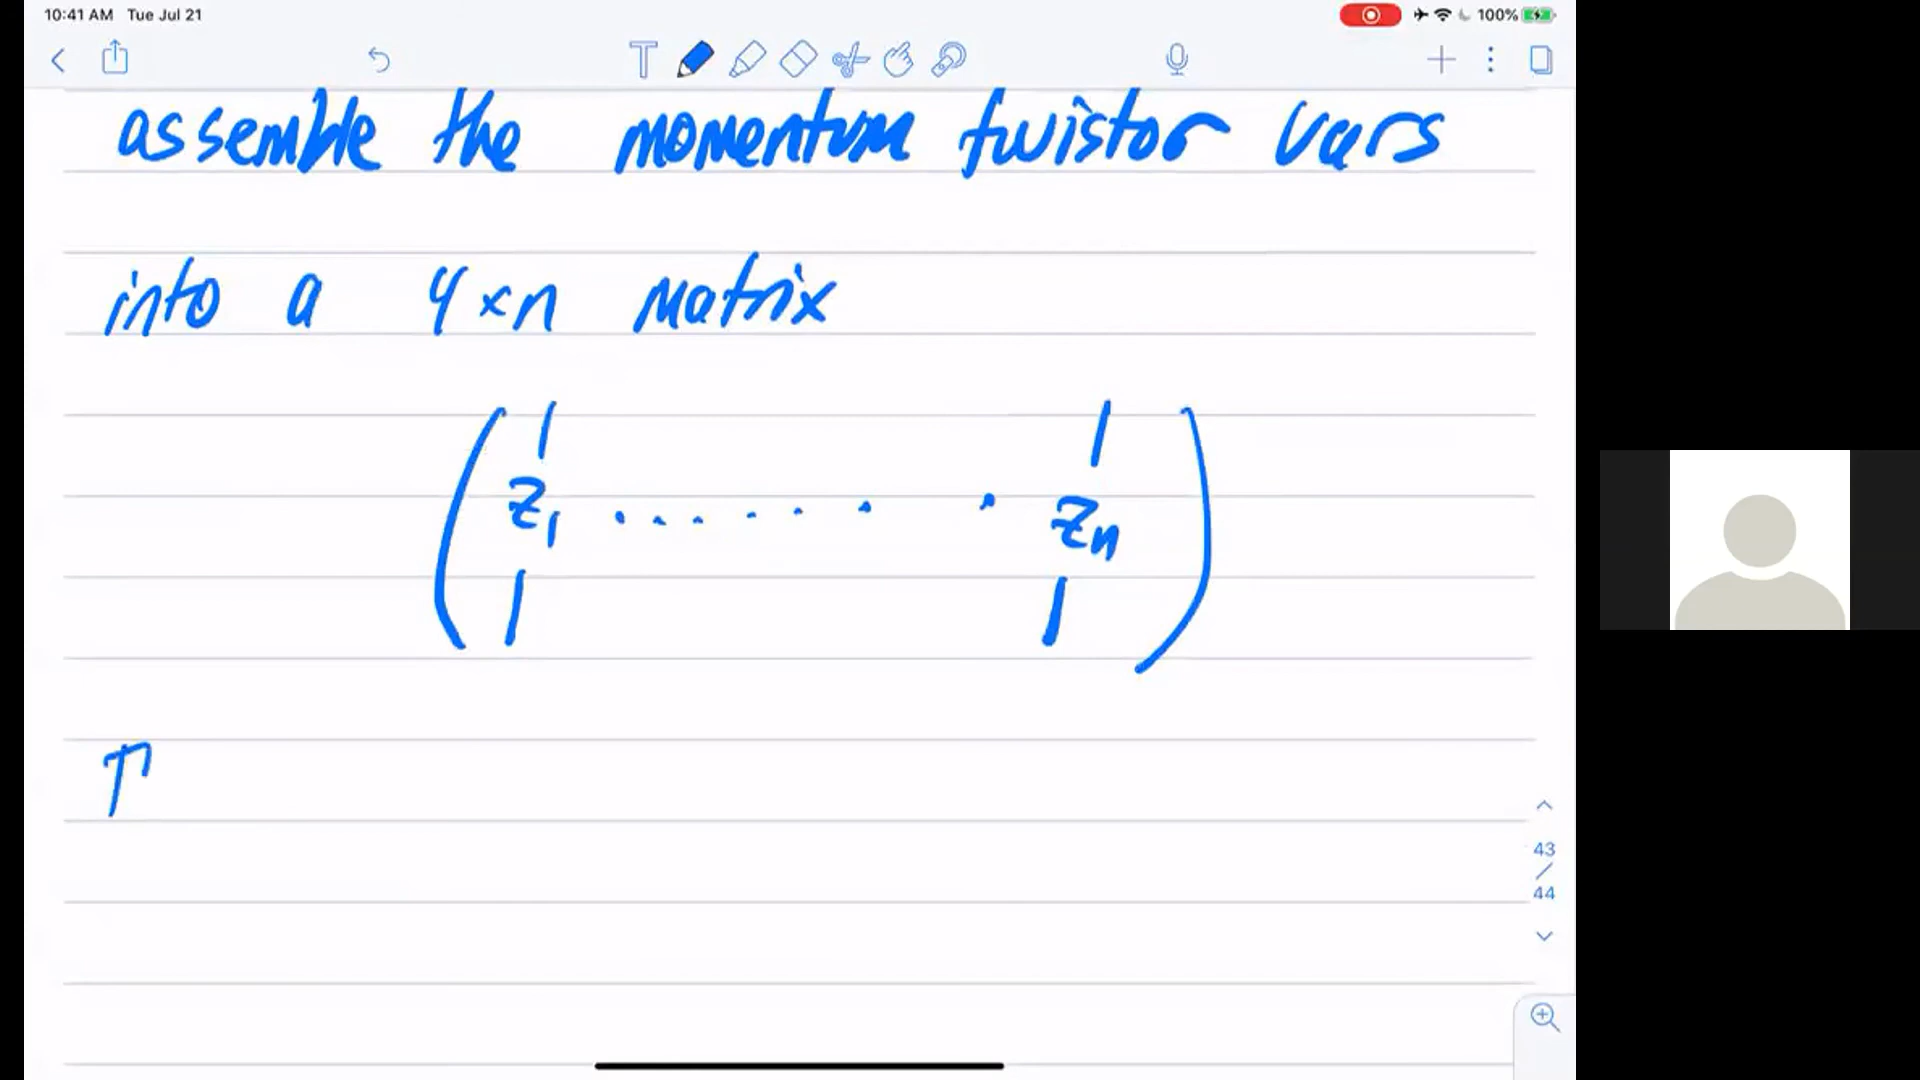 10:41 AM Tue Jul 21
100%
T
assemble the momentum twistor vars
into a 4×n matrix
( | | )
z₁ ....... zₙ
| |
43
/
44